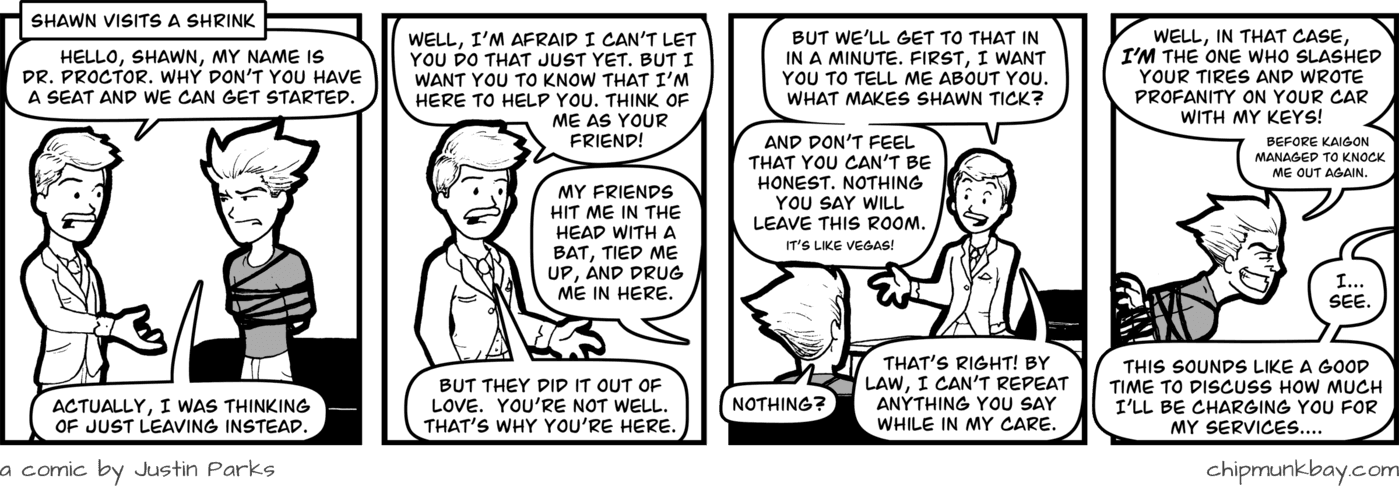 SHAWN VISITS A SHRINK
HELLO, SHAWN, MY NAME IS
DR. PROCTOR. WHY DON'T YOU HAVE
A SEAT AND WE CAN GET STARTED.
ACTUALLY, I WAS THINKING
OF JUST LEAVING INSTEAD.
WELL, I'M AFRAID I CAN'T LET
YOU DO THAT JUST YET. BUT I
WANT YOU TO KNOW THAT I'M
HERE TO HELP YOU. THINK OF
ME AS YOUR
FRIEND!
MY FRIENDS
HIT ME IN THE
HEAD WITH A
BAT, TIED ME
UP, AND DRUG
ME IN HERE.
BUT THEY DID IT OUT OF
LOVE. YOU'RE NOT WELL.
THAT'S WHY YOU'RE HERE.
BUT WE'LL GET TO THAT IN
IN A MINUTE. FIRST, I WANT
YOU TO TELL ME ABOUT YOU.
WHAT MAKES SHAWN TICK?
AND DON'T FEEL
THAT YOU CAN'T BE
HONEST. NOTHING
YOU SAY WILL
LEAVE THIS ROOM.
IT'S LIKE VEGAS!
NOTHING?
THAT'S RIGHT! BY
LAW, I CAN'T REPEAT
ANYTHING YOU SAY
WHILE IN MY CARE.
WELL, IN THAT CASE,
I'M THE ONE WHO SLASHED
YOUR TIRES AND WROTE
PROFANITY ON YOUR CAR
WITH MY KEYS!
BEFORE KAIGON
MANAGED TO KNOCK
ME OUT AGAIN.
I...
SEE.
THIS SOUNDS LIKE A GOOD
TIME TO DISCUSS HOW MUCH
I'LL BE CHARGING YOU FOR
MY SERVICES....
a comic by Justin Parks
chipmunkbay.com